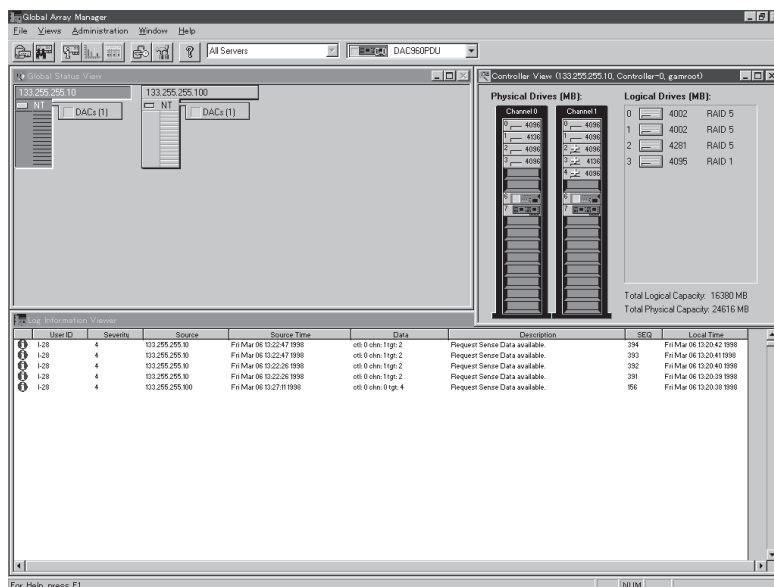 Global Array Manager
File Views Administration Window Help
All Servers
DAC960PDU
Global Status View
133.255.255.10
NT
DACs (1)
133.255.255.100
NT
DACs (1)
Controller View (133.255.255.10, Controller-0, gamroot)
Physical Drives (MB):
Channel 0
0 4096
1 4136
2 4096
3 4096
6
7
Channel 1
0 4096
1 4096
2 4096
3 4136
4 4096
6
7
Logical Drives (MB):
0 4002 RAID 5
1 4002 RAID 5
2 4281 RAID 5
3 4095 RAID 1
Total Logical Capacity: 16380 MB
Total Physical Capacity: 24616 MB
Log Information Viewer
User ID Severity Source Source Time Data Description SEQ Local Time
I-28 4 133.255.255.10 Fri Mar 06 13:22:47 1998 ctl: 0 chn: 1 tgt: 2 Request Sense Data available. 394 Fri Mar 06 13:20:42 1998
I-28 4 133.255.255.10 Fri Mar 06 13:22:47 1998 ctl: 0 chn: 1 tgt: 2 Request Sense Data available. 393 Fri Mar 06 13:20:41 1998
I-28 4 133.255.255.10 Fri Mar 06 13:22:26 1998 ctl: 0 chn: 1 tgt: 2 Request Sense Data available. 392 Fri Mar 06 13:20:40 1998
I-28 4 133.255.255.10 Fri Mar 06 13:22:26 1998 ctl: 0 chn: 1 tgt: 2 Request Sense Data available. 391 Fri Mar 06 13:20:39 1998
I-28 4 133.255.255.100 Fri Mar 06 13:27:11 1998 ctl: 0 chn: 0 tgt: 4 Request Sense Data available. 156 Fri Mar 06 13:20:38 1998
For Help, press F1
NUM